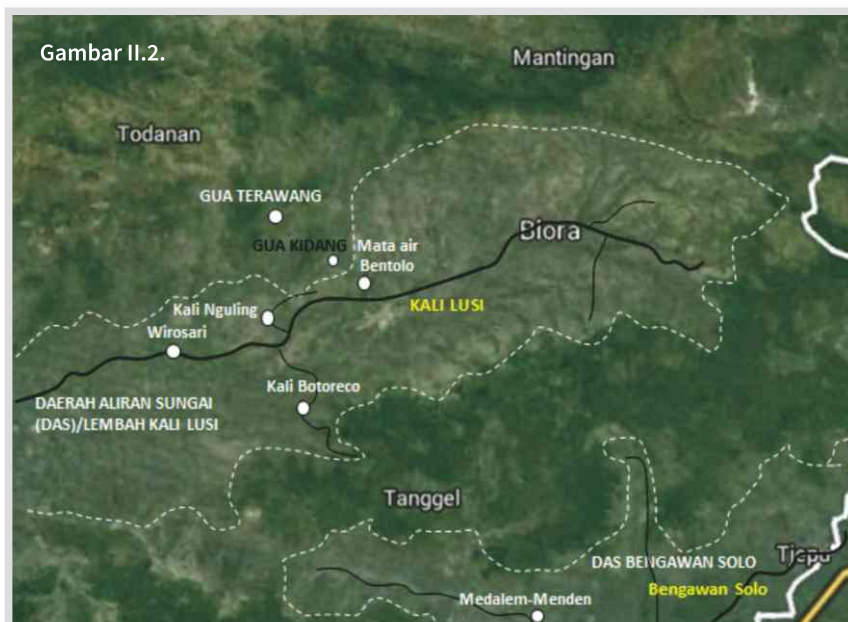 Gambar II.2.
Mantingan
Todanan
GUA TERAWANG
Blora
GUA KIDANG
Mata air
Bentolo
KALI LUSI
Kali Nguling
Wirosari
Kali Botoreco
DAERAH ALIRAN SUNGAI
(DAS)/LEMBAH KALI LUSI
Tanggel
DAS BENGAWAN SOLO
Tjepu
Bengawan Solo
Medalem-Menden